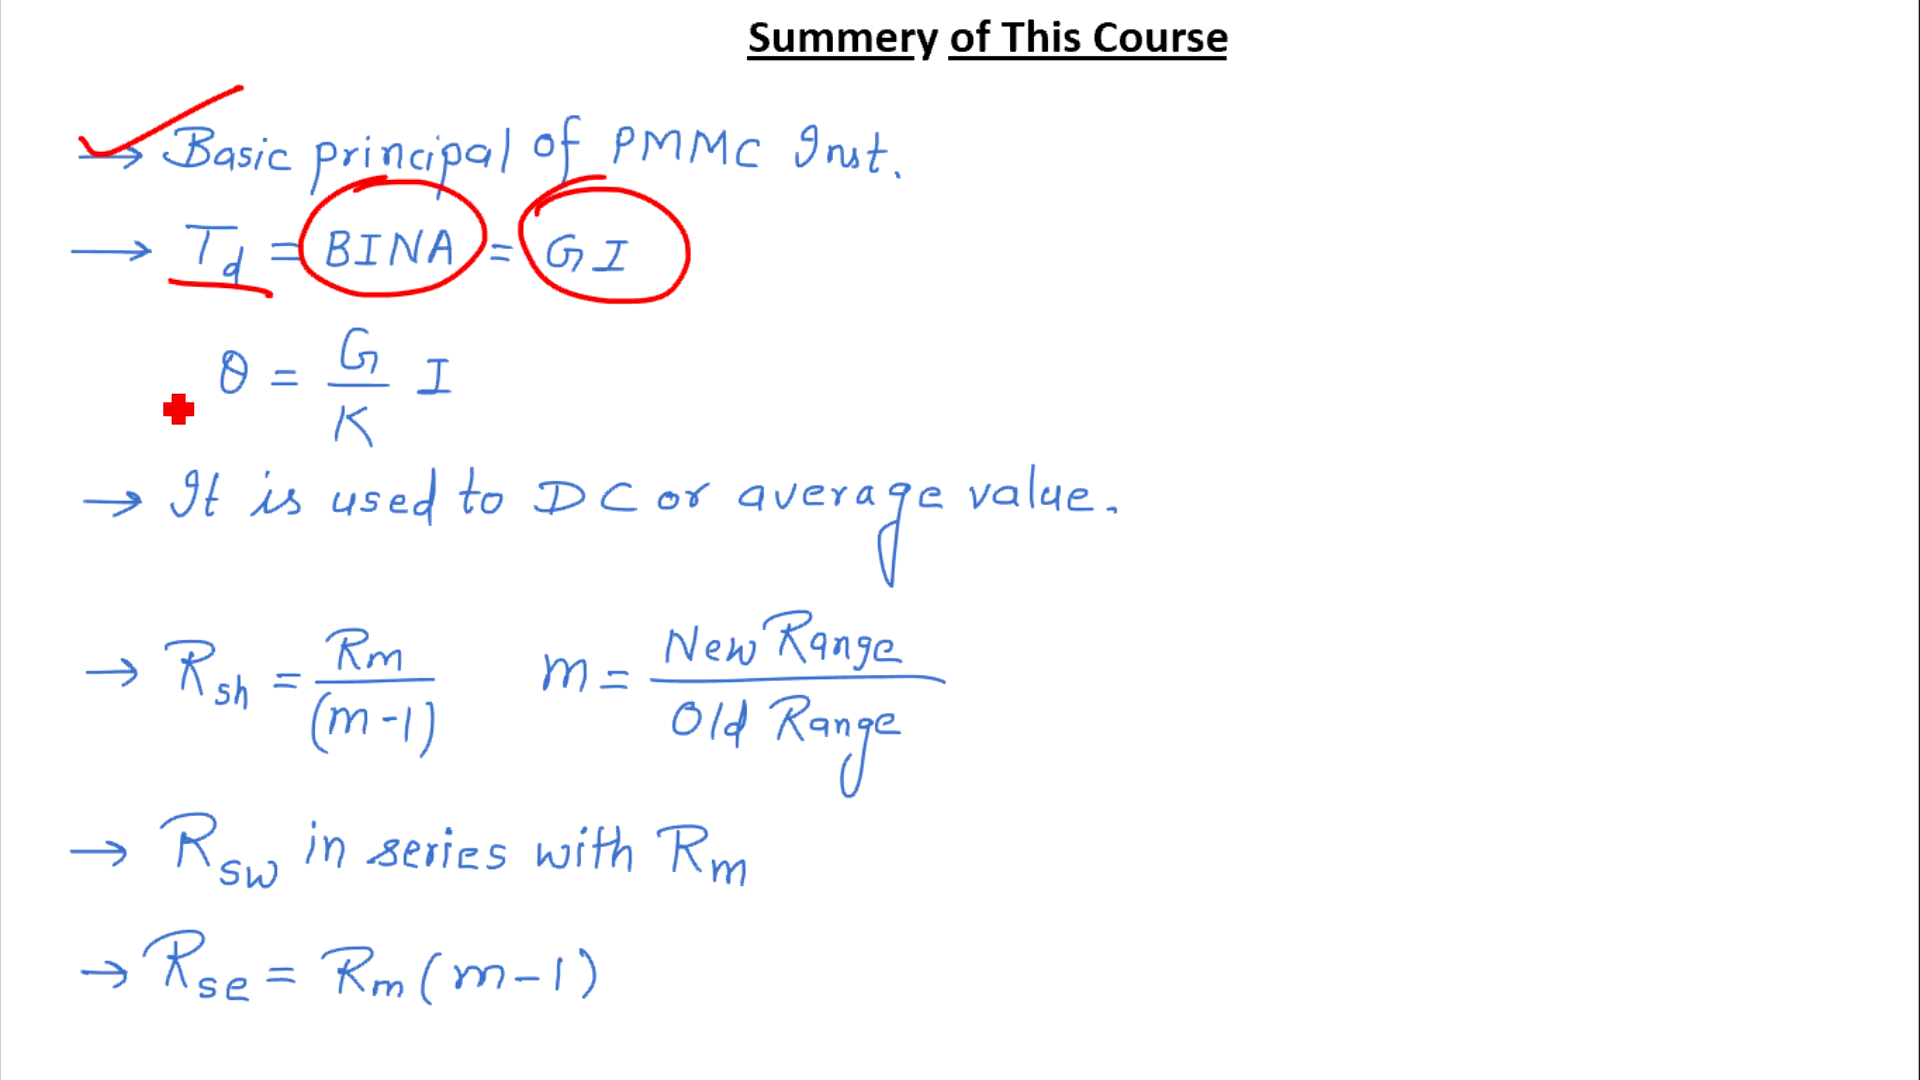 Summery of This Course
→ Basic principal of PMMC Inst.
→ Td = BINA = GI
θ = G/K I
→ It is used to DC or average value.
→ Rsh = Rm/(m-1) m = New Range/Old Range
→ Rsw in series with Rm
→ Rse = Rm(m-1)